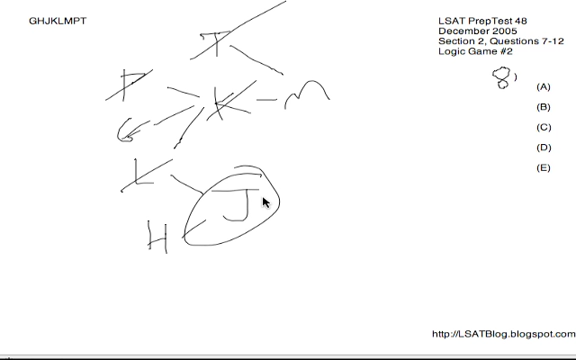 GHJKLMPT
LSAT PrepTest 48
December 2005
Section 2, Questions 7-12
Logic Game #2
8,
(A)
(B)
(C)
(D)
(E)
T
P
K - m
G
L
J
H
http://LSATBlog.blogspot.com/